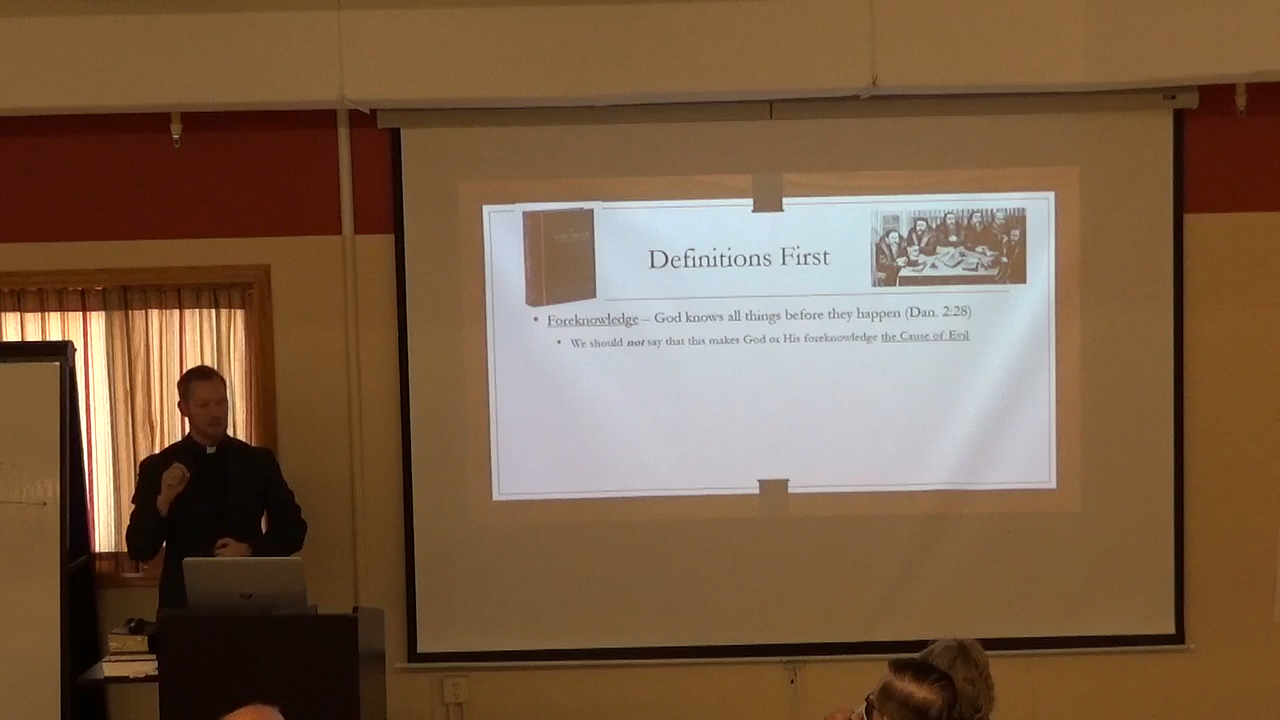 Definitions First
• Foreknowledge – God knows all things before they happen (Dan. 2.28)
• We should not say that this makes God or His foreknowledge the Cause of Evil